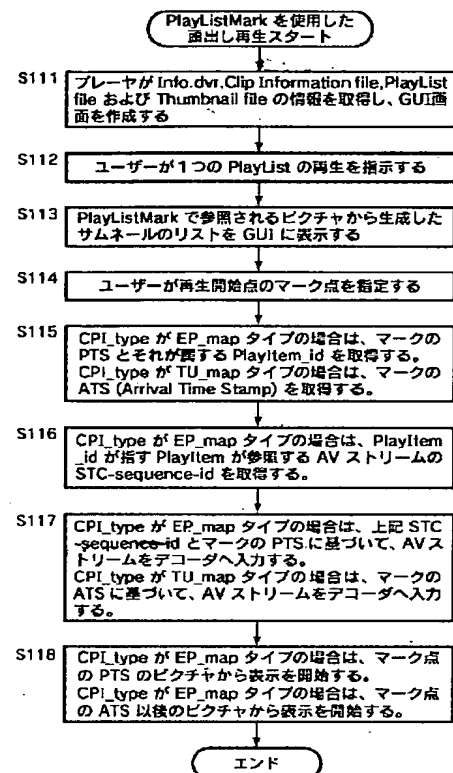 PlayListMark を使用した
頭出し再生スタート
S111
プレーヤが Info.dvr,Clip Information file,PlayList
file および Thumbnail file の情報を取得し、GUI画
面を作成する
S112
ユーザーが1つの PlayList の再生を指示する
S113
PlayListMark で参照されるピクチャから生成した
サムネールのリストを GUI に表示する
S114
ユーザーが再生開始点のマーク点を指定する
S115
CPI_type が EP_map タイプの場合は、マークの
PTS とそれが属する PlayItem_id を取得する。
CPI_type が TU_map タイプの場合は、マークの
ATS (Arrival Time Stamp) を取得する。
S116
CPI_type が EP_map タイプの場合は、PlayItem
_id が指す PlayItem が参照する AV ストリームの
STC-sequence-id を取得する。
S117
CPI_type が EP_map タイプの場合は、上記 STC
-sequence-id とマークの PTS に基づいて、AVス
トリームをデコーダへ入力する。
CPI_type が TU_map タイプの場合は、マークの
ATS に基づいて、AVストリームをデコーダへ入力
する。
S118
CPI_type が EP_map タイプの場合は、マーク点
の PTS のピクチャから表示を開始する。
CPI_type が EP_map タイプの場合は、マーク点
の ATS 以後のピクチャから表示を開始する。
エンド